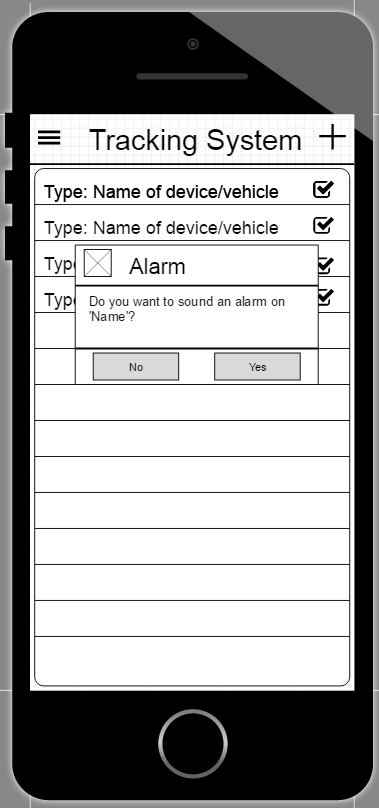 Tracking System
Type: Name of device/vehicle
Type: Name of device/vehicle
Type
Type
Alarm
Do you want to sound an alarm on
'Name'?
No
Yes